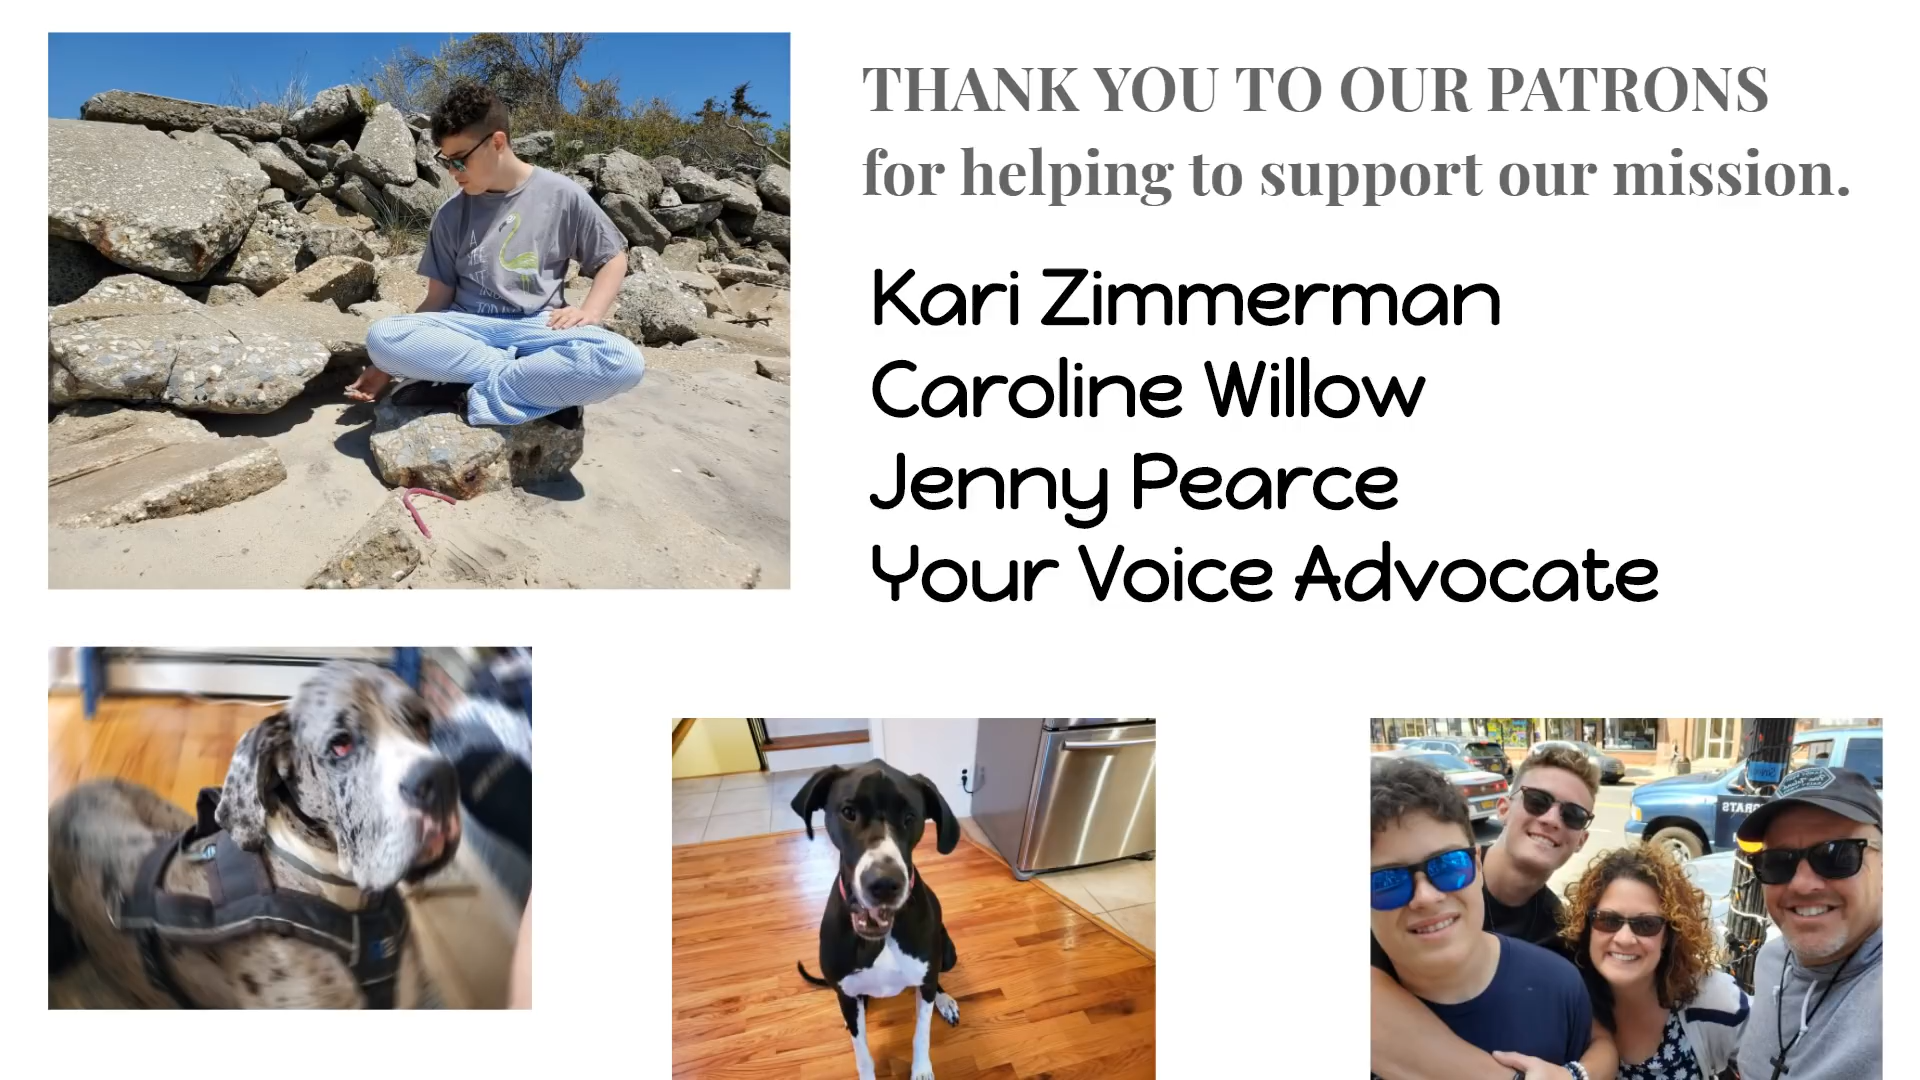 THANK YOU TO OUR PATRONS
for helping to support our mission.
Kari Zimmerman
Caroline Willow
Jenny Pearce
Your Voice Advocate
A
TODAY